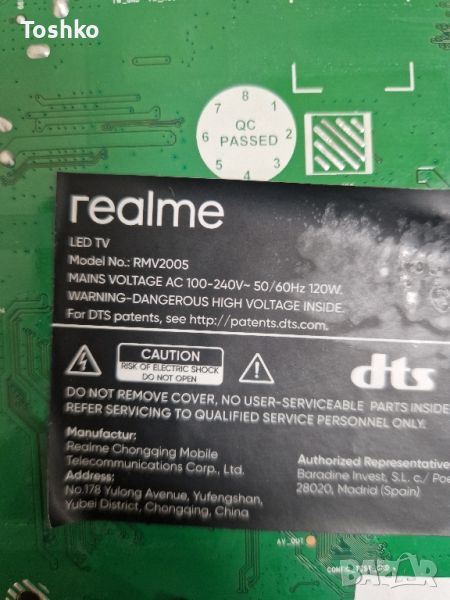 Toshko
8
7 1
QC
6 2
PASSED
5 3
4
realme
LED TV
Model No.: RMV2005
MAINS VOLTAGE AC 100-240V~ 50/60Hz 120W.
WARNING-DANGEROUS HIGH VOLTAGE INSIDE.
For DTS patents, see http://patents.dts.com.
CAUTION
RISK OF ELECTRIC SHOCK
DO NOT OPEN
dts
DO NOT REMOVE COVER, NO USER-SERVICEABLE PARTS INSIDE
REFER SERVICING TO QUALIFIED SERVICE PERSONNEL ONLY.
Manufactur:
Realme Chongqing Mobile
Telecommunications Corp., Ltd.
Address:
No.178 Yulong Avenue, Yufengshan,
Yubei District, Chongqing, China
Authorized Representative
Baradine Invest, S.L. c/ Poe
28020, Madrid (Spain)
AV_OUT
bazar.bg